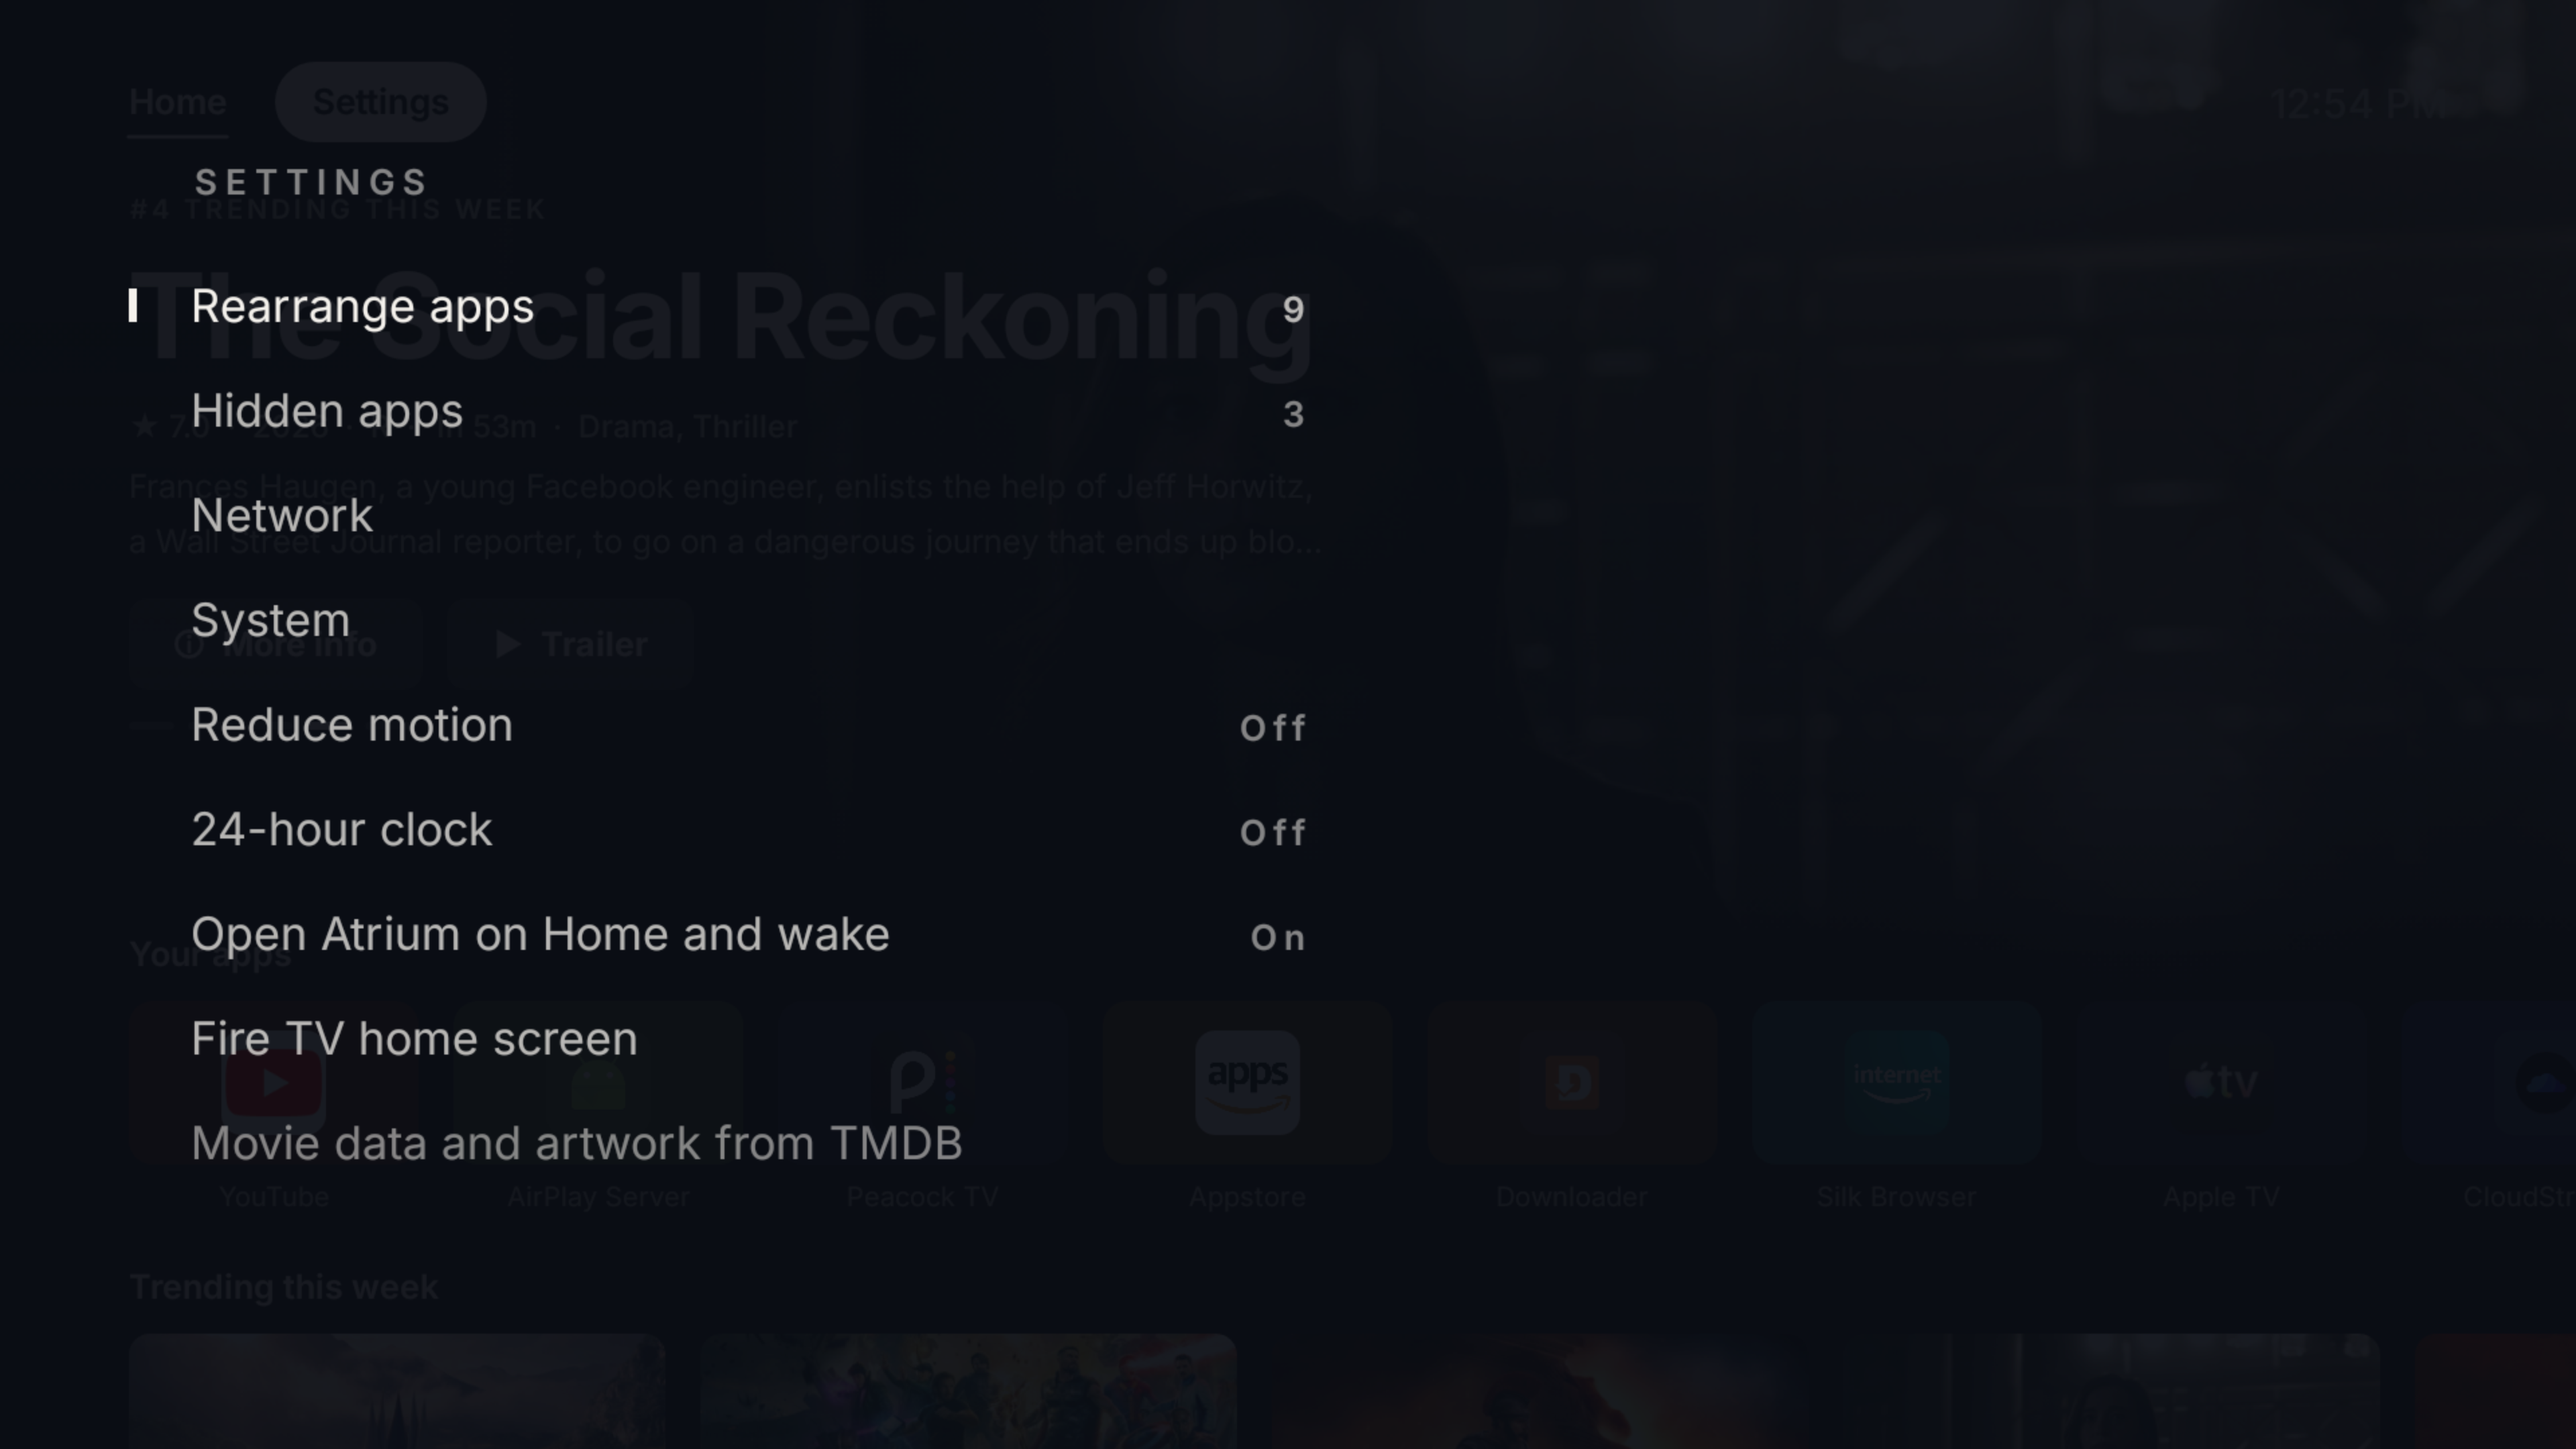 Home
Settings
12:54 PM
SETTINGS
#4 TRENDING THIS WEEK
The Social Reckoning
Rearrange apps 9
Hidden apps 3
53m · Drama, Thriller
Frances Haugen, a young Facebook engineer, enlists the help of Jeff Horwitz,
Network
a Wall Street Journal reporter, to go on a dangerous journey that ends up blo...
System
More Info
Trailer
Reduce motion Off
24-hour clock Off
Open Atrium on Home and wake On
Your apps
Fire TV home screen
apps
internet
tv
Movie data and artwork from TMDB
YouTube
AirPlay Server
Peacock TV
Appstore
Downloader
Silk Browser
Apple TV
CloudStr
Trending this week